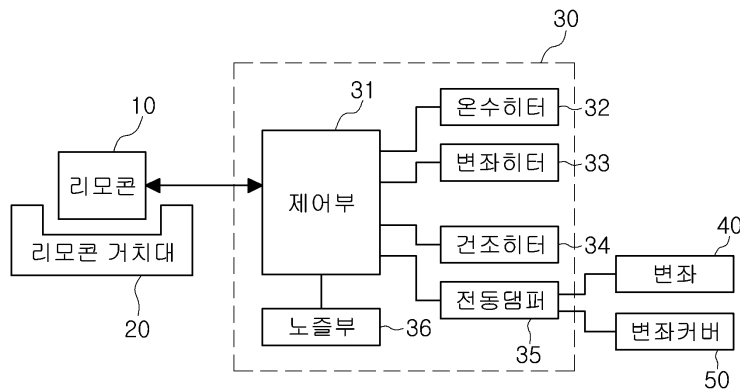 30
31
온수히터
32
10
변좌히터
33
리모콘
제어부
건조히터
34
40
리모콘 거치대
변좌
전동댐퍼
20
노즐부
36
35
변좌커버
50